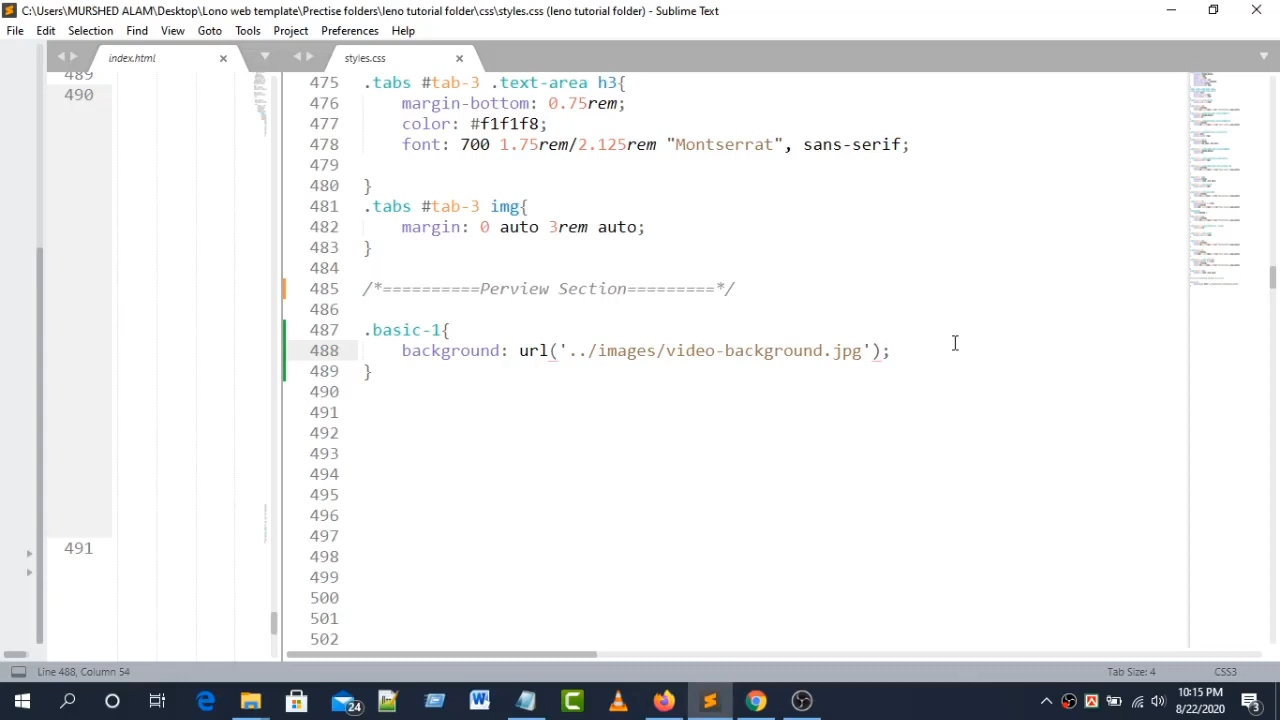 C:\Users\MURSHED ALAM\Desktop\Lono web template\Prectise folders\leno tutorial folder\css\styles.css (leno tutorial folder) - Sublime Text
File Edit Selection Find View Goto Tools Project Preferences Help
index.html
styles.css
489
490
491
475 .tabs #tab-3 .text-area h3{
476 margin-bottom: 0.75rem;
477 color: #f1f1f8;
478 font: 700 1.75rem/2.125rem "Montserrat", sans-serif;
479
480 }
481 .tabs #tab-3 img{
482 margin: 0 auto 3rem auto;
483 }
484
485 /*==========Preview Section=========*/
486
487 .basic-1{
488 background: url('../images/video-background.jpg');
489 }
490
491
492
493
494
495
496
497
498
499
500
501
502
Line 488, Column 54
Tab Size: 4
CSS3
24
10:15 PM
8/22/2020
3